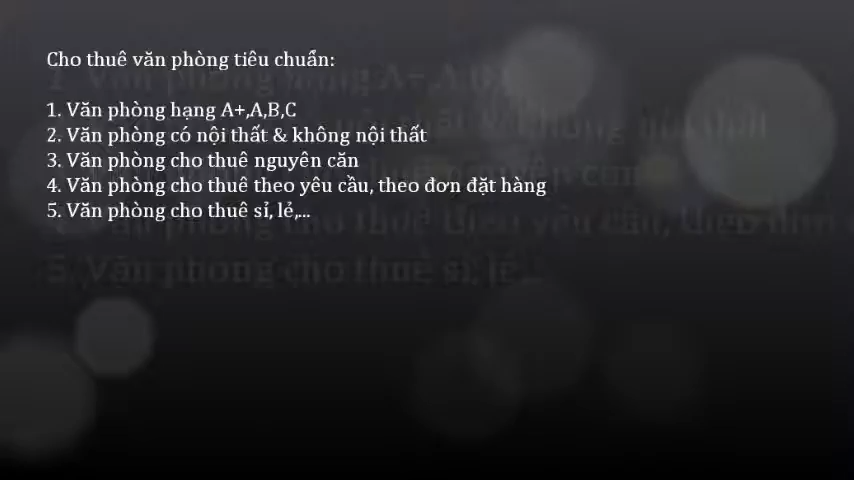 Cho thuê văn phòng tiêu chuẩn:
1. Văn phòng hạng A+,A,B,C
2. Văn phòng có nội thất & không nội thất
3. Văn phòng cho thuê nguyên căn
4. Văn phòng cho thuê theo yêu cầu, theo đơn đặt hàng
5. Văn phòng cho thuê sỉ, lẻ,...